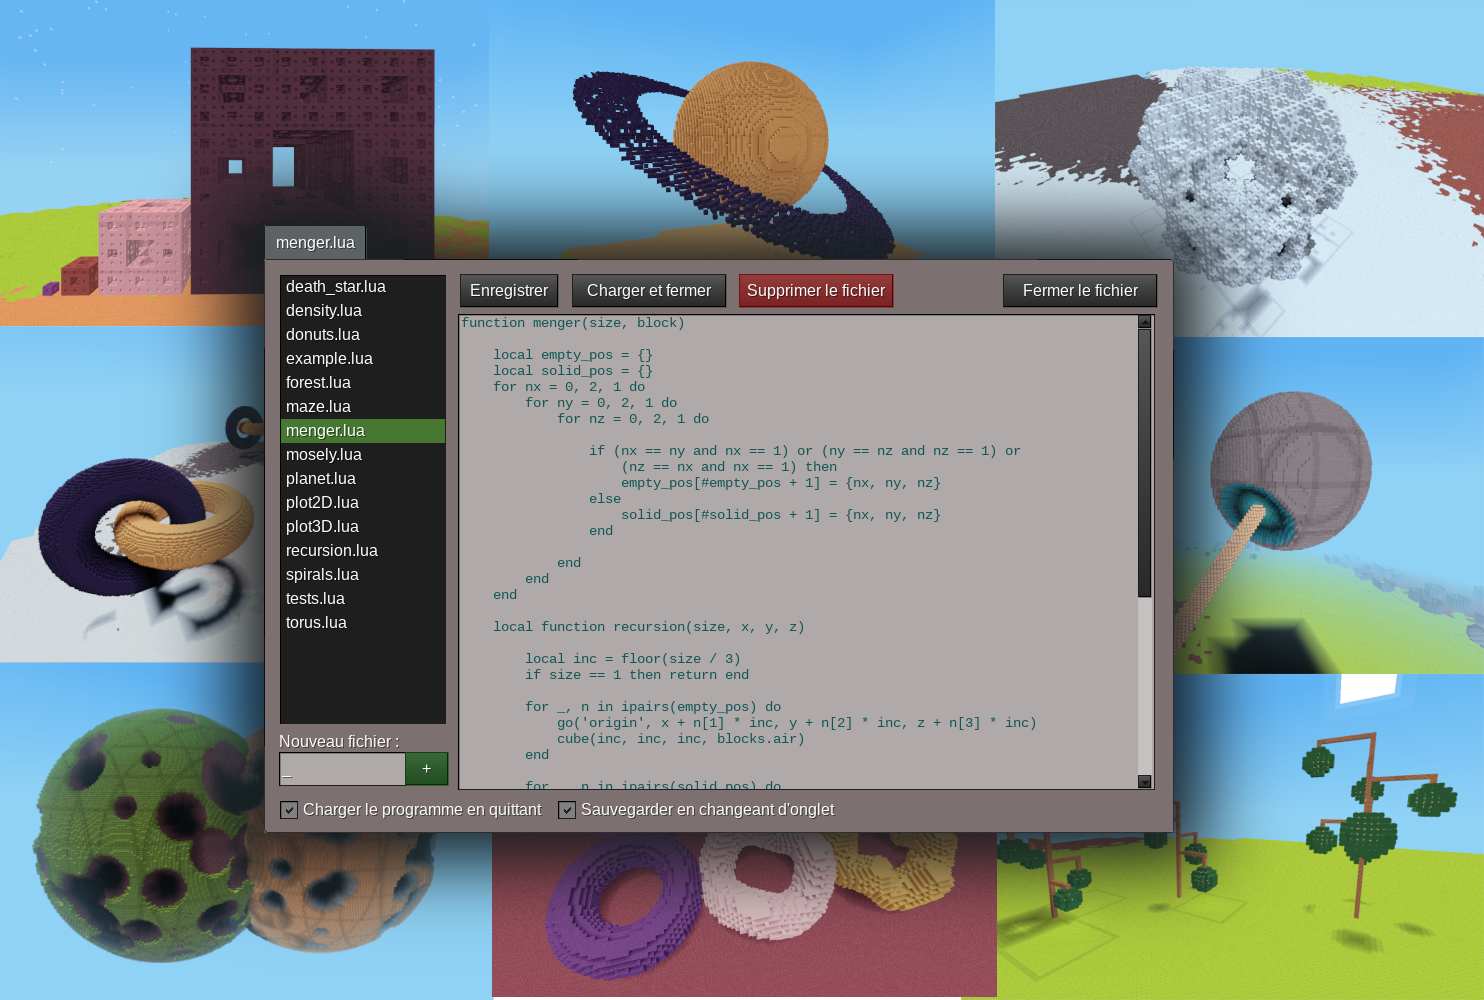 menger.lua
Enregistrer
Charger et fermer
Supprimer le fichier
Fermer le fichier
death_star.lua
density.lua
donuts.lua
example.lua
forest.lua
maze.lua
menger.lua
mosely.lua
planet.lua
plot2D.lua
plot3D.lua
recursion.lua
spirals.lua
tests.lua
torus.lua
Nouveau fichier :
_
+
function menger(size, block)
    local empty_pos = {}
    local solid_pos = {}
    for nx = 0, 2, 1 do
        for ny = 0, 2, 1 do
            for nz = 0, 2, 1 do
                if (nx == ny and nx == 1) or (ny == nz and nz == 1) or
                    (nz == nx and nx == 1) then
                    empty_pos[#empty_pos + 1] = {nx, ny, nz}
                else
                    solid_pos[#solid_pos + 1] = {nx, ny, nz}
                end
            end
        end
    end
    local function recursion(size, x, y, z)
        local inc = floor(size / 3)
        if size == 1 then return end
        for _, n in ipairs(empty_pos) do
            go('origin', x + n[1] * inc, y + n[2] * inc, z + n[3] * inc)
            cube(inc, inc, inc, blocks.air)
        end
        for _, n in ipairs(solid_pos) do
Charger le programme en quittant
Sauvegarder en changeant d'onglet